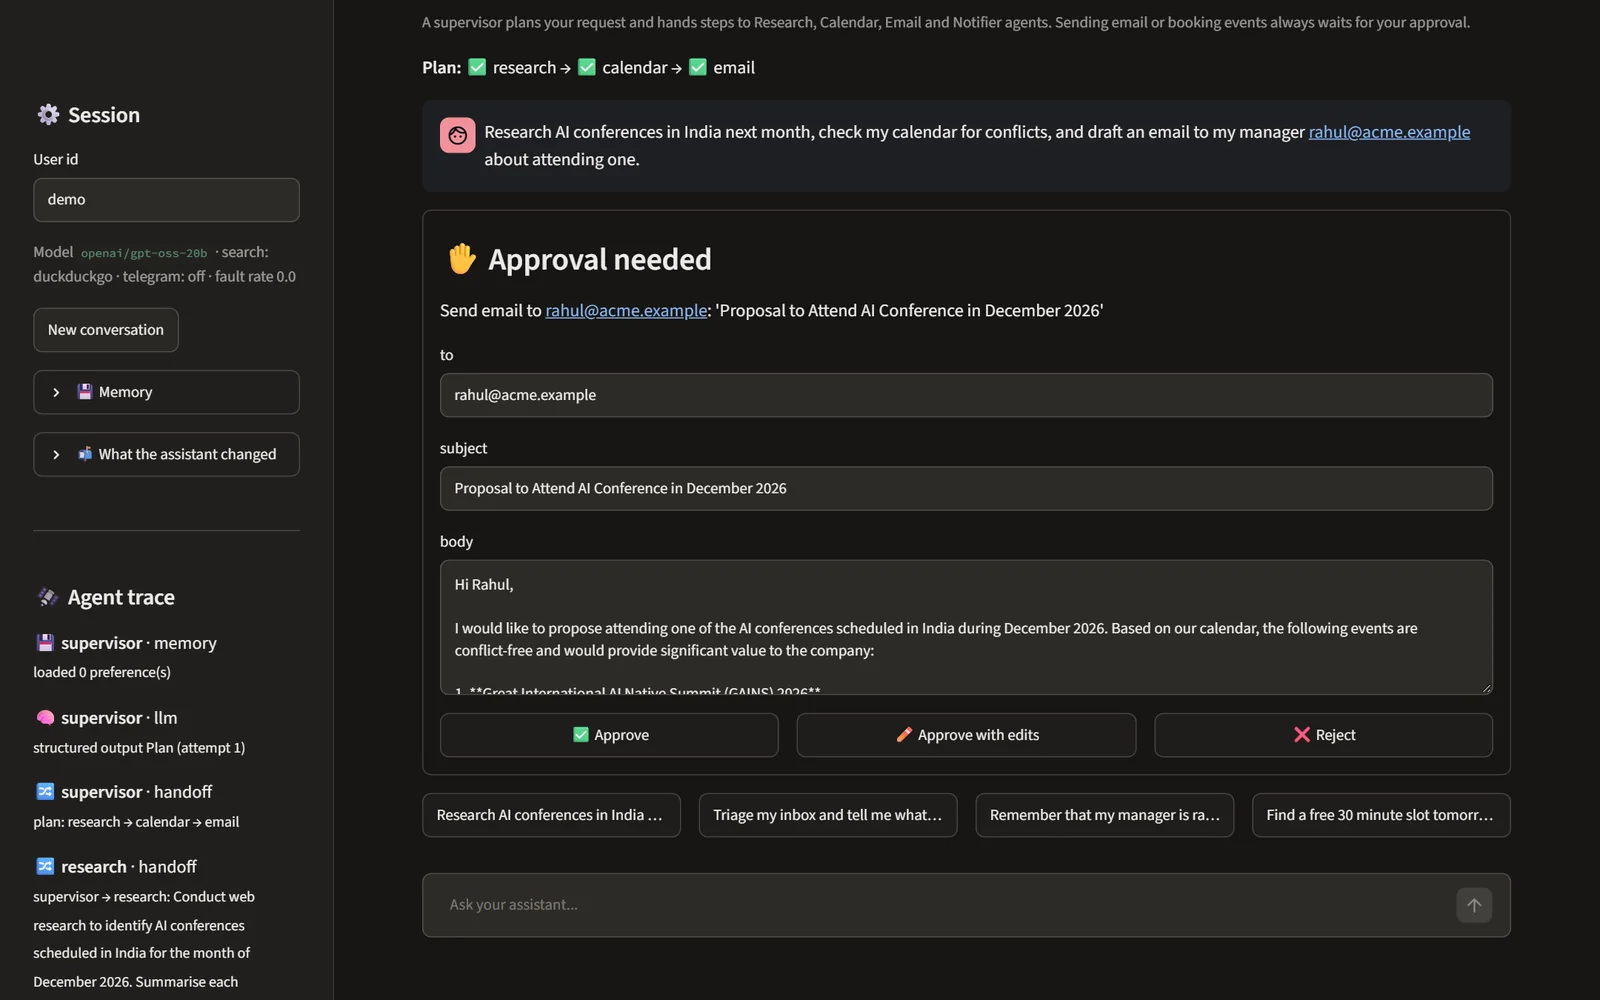 Session
User id
demo
Model openai/gpt-oss-20b · search:
duckduckgo · telegram: off · fault rate 0.0
New conversation
Memory
What the assistant changed
Agent trace
supervisor · memory
loaded 0 preference(s)
supervisor · llm
structured output Plan (attempt 1)
supervisor · handoff
plan: research → calendar → email
research · handoff
supervisor → research: Conduct web
research to identify AI conferences
scheduled in India for the month of
December 2026. Summarise each
A supervisor plans your request and hands steps to Research, Calendar, Email and Notifier agents. Sending email or booking events always waits for your approval.
Plan: ✅ research → ✅ calendar → ✅ email
Research AI conferences in India next month, check my calendar for conflicts, and draft an email to my manager rahul@acme.example
about attending one.
Approval needed
Send email to rahul@acme.example: 'Proposal to Attend AI Conference in December 2026'
to
rahul@acme.example
subject
Proposal to Attend AI Conference in December 2026
body
Hi Rahul,
I would like to propose attending one of the AI conferences scheduled in India during December 2026. Based on our calendar, the following events are
conflict-free and would provide significant value to the company:
1. **Great International AI Native Summit (GAINS) 2026**
Approve
Approve with edits
Reject
Research AI conferences in India ...
Triage my inbox and tell me what...
Remember that my manager is ra...
Find a free 30 minute slot tomorr...
Ask your assistant...